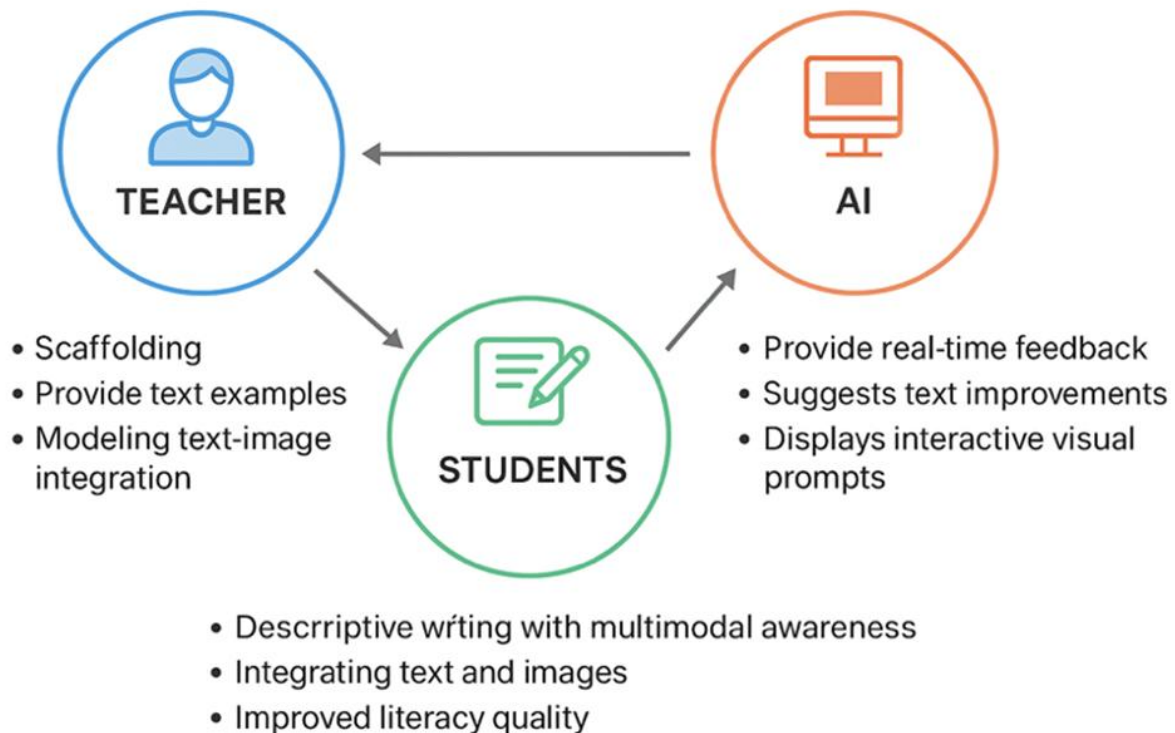 TEACHER
AI
• Scaffolding
• Provide text examples
• Modeling text-image
integration
STUDENTS
• Provide real-time feedback
• Suggests text improvements
• Displays interactive visual
prompts
• Descrriptive wŕting with multimodal awareness
• Integrating text and images
• Improved literacy quality